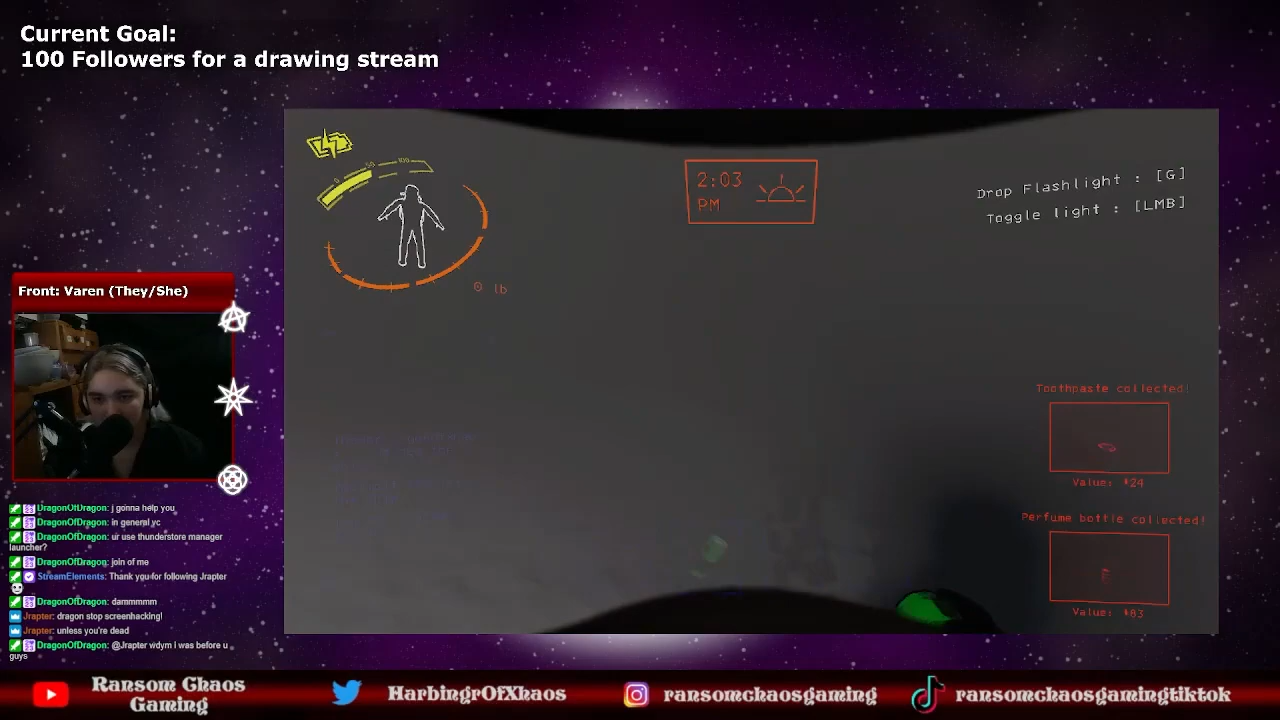 Current Goal:
100 Followers for a drawing stream
50
100
2:03
PM
Drop Flashlight : [G]
Toggle light : [LMB]
0 lb
Front: Varen (They/She)
Toothpaste collected!
Value: $24
Perfume bottle collected!
Value: $83
DragonOfDragon: j gonna help you
DragonOfDragon: in general yc
DragonOfDragon: ur use thunderstore manager
launcher?
DragonOfDragon: join of me
StreamElements: Thank you for following Jrapter
DragonOfDragon: dammmmm
Jrapter: dragon stop screenhacking!
Jrapter: unless you're dead
DragonOfDragon: @Jrapter wdym I was before u
guys
Ransom Chaos
Gaming
HarbingrOfXhaos
ransomchaosgaming
ransomchaosgamingtiktok